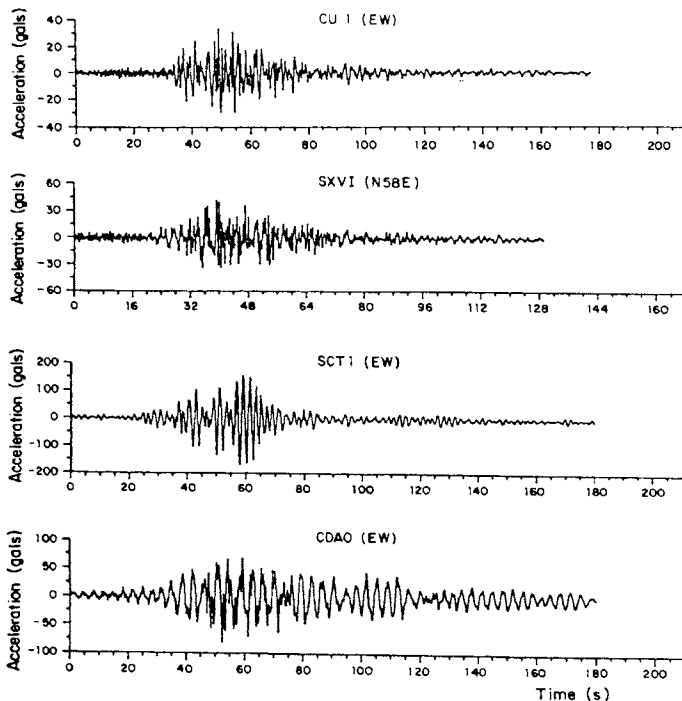 CU 1 (EW)
Acceleration (gals)
40
20
0
-20
-40
0 20 40 60 80 100 120 140 160 180 200
SXVI (N58E)
Acceleration (gals)
60
30
0
-30
-60
0 16 32 48 64 80 96 112 128 144 160
SCT1 (EW)
Acceleration (gals)
200
100
0
-100
-200
0 20 40 60 80 100 120 140 160 180 200
CDAO (EW)
Acceleration (gals)
100
50
0
-50
-100
0 20 40 60 80 100 120 140 160 180 200
Time (s)